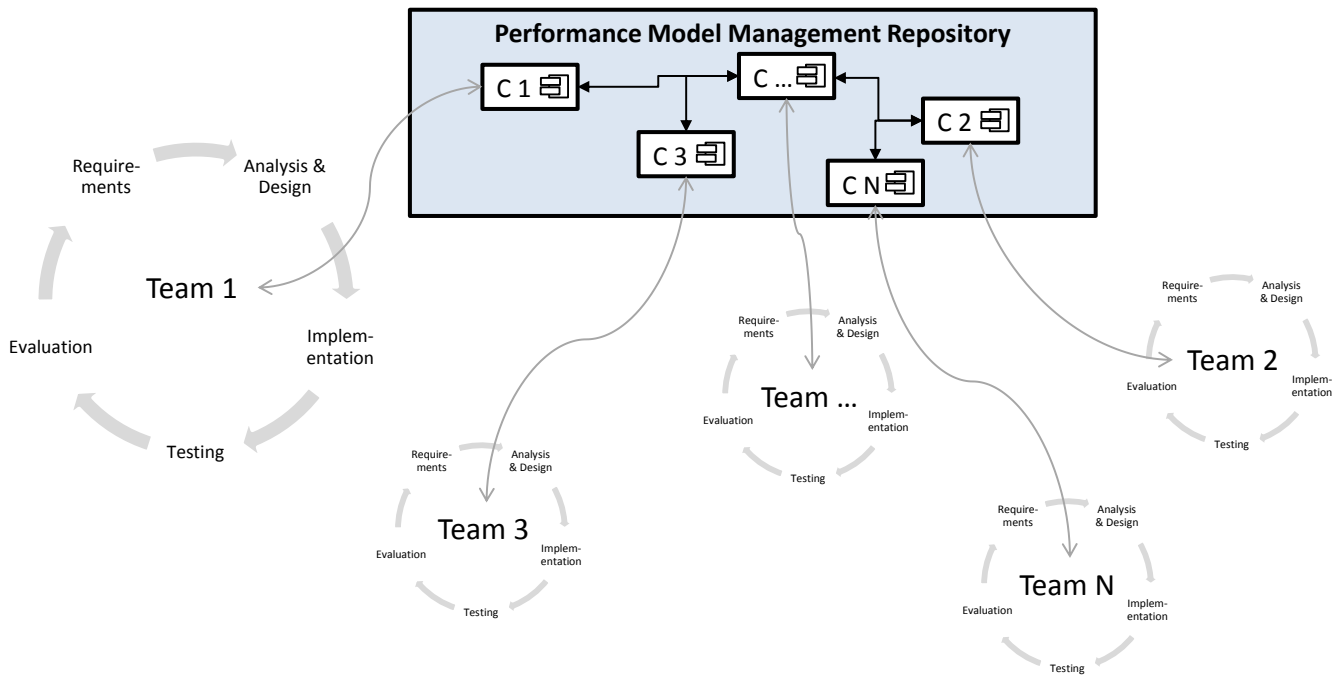 Performance Model Management Repository
C 1
C ...
C 3
C 2
C N
Require-
ments
Analysis &
Design
Team 1
Evaluation
Implem-
entation
Testing
Require-
ments
Analysis
& Design
Team 3
Evaluation
Implem-
entation
Testing
Require-
ments
Analysis
& Design
Team ...
Evaluation
Implem-
entation
Testing
Require-
ments
Analysis
& Design
Team N
Evaluation
Implem-
entation
Testing
Require-
ments
Analysis
& Design
Team 2
Evaluation
Implem-
entation
Testing